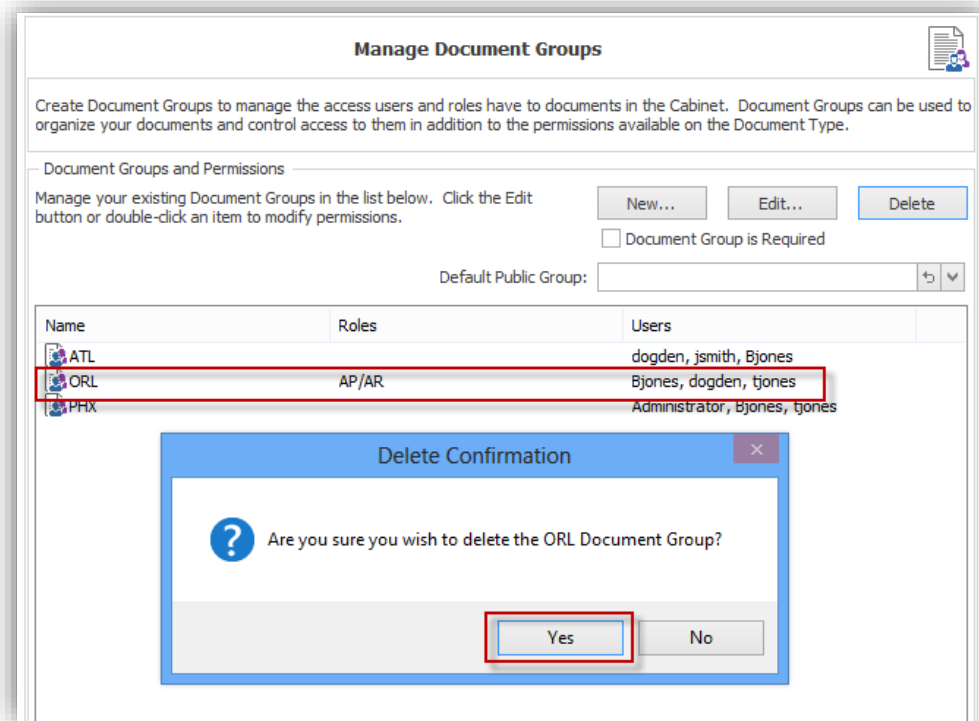 Manage Document Groups
Create Document Groups to manage the access users and roles have to documents in the Cabinet.  Document Groups can be used to
organize your documents and control access to them in addition to the permissions available on the Document Type.
Document Groups and Permissions
Manage your existing Document Groups in the list below.  Click the Edit
button or double-click an item to modify permissions.
New...
Edit...
Delete
Document Group is Required
Default Public Group:
Name Roles Users
ATL dogden, jsmith, Bjones
ORL AP/AR Bjones, dogden, tjones
PHX Administrator, Bjones, tjones
Delete Confirmation
Are you sure you wish to delete the ORL Document Group?
Yes No